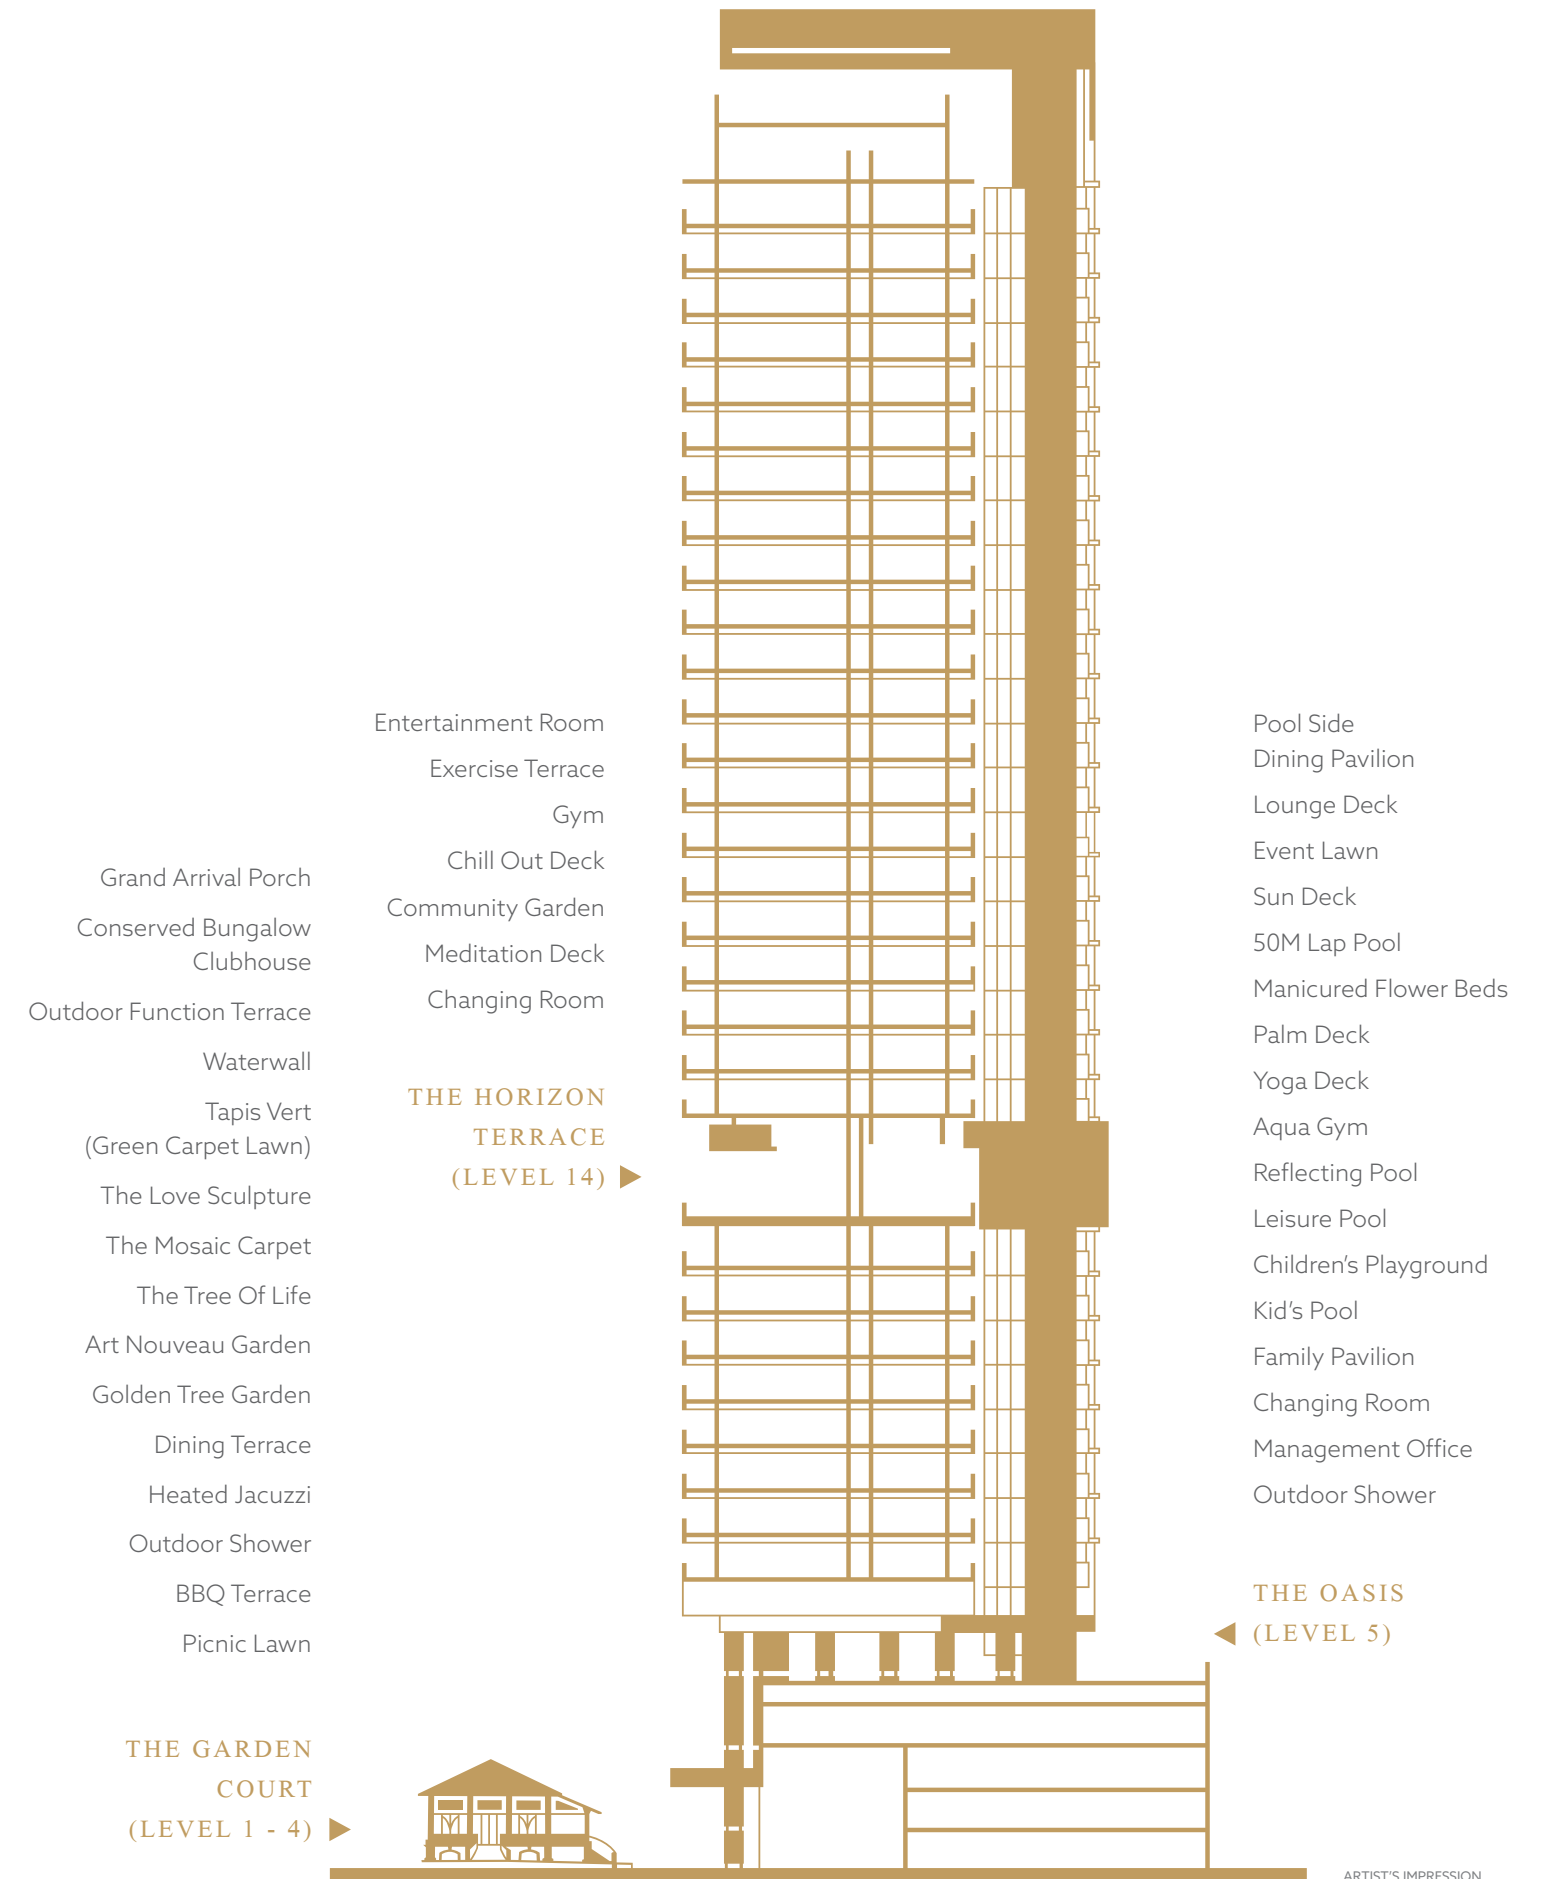 Entertainment Room
Exercise Terrace
Gym
Chill Out Deck
Community Garden
Meditation Deck
Changing Room
THE HORIZON
TERRACE
(LEVEL 14)
Grand Arrival Porch
Conserved Bungalow
Clubhouse
Outdoor Function Terrace
Waterwall
Tapis Vert
(Green Carpet Lawn)
The Love Sculpture
The Mosaic Carpet
The Tree Of Life
Art Nouveau Garden
Golden Tree Garden
Dining Terrace
Heated Jacuzzi
Outdoor Shower
BBQ Terrace
Picnic Lawn
THE GARDEN
COURT
(LEVEL 1 - 4)
Pool Side
Dining Pavilion
Lounge Deck
Event Lawn
Sun Deck
50M Lap Pool
Manicured Flower Beds
Palm Deck
Yoga Deck
Aqua Gym
Reflecting Pool
Leisure Pool
Children's Playground
Kid's Pool
Family Pavilion
Changing Room
Management Office
Outdoor Shower
THE OASIS
(LEVEL 5)
ARTIST'S IMPRESSION